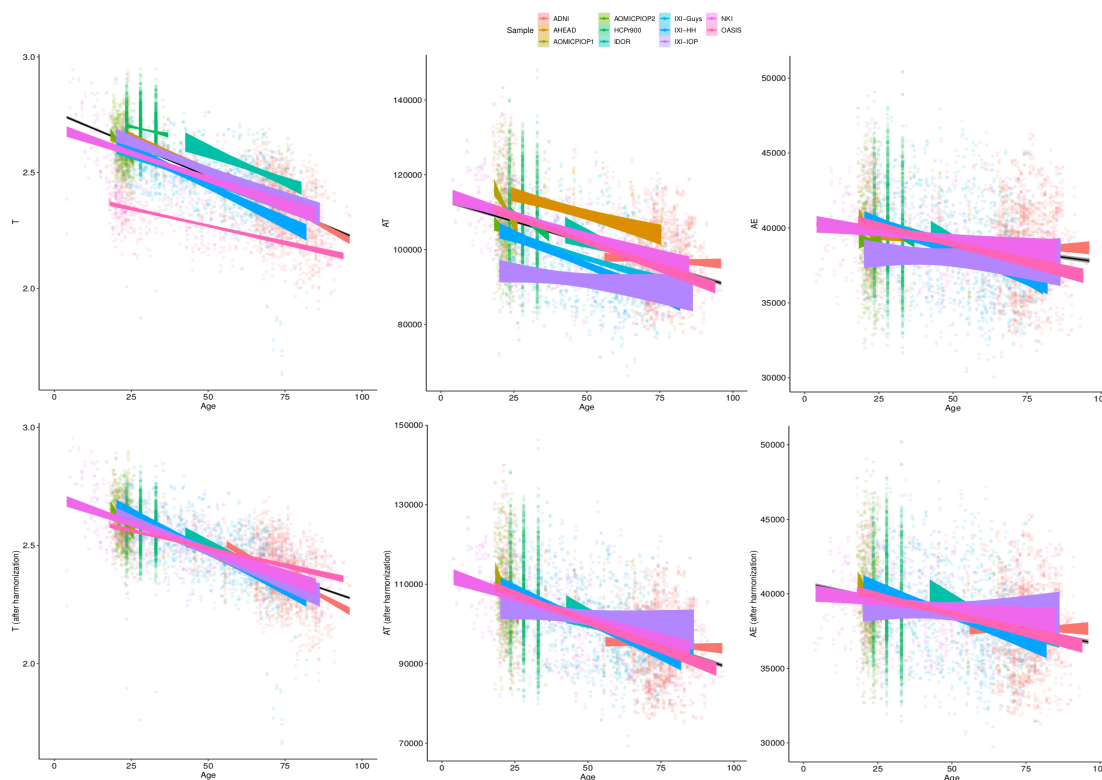 Sample
ADNI AOMICPIOP2 IXI-Guys NKI
AHEAD HCPr900 IXI-HH OASIS
AOMICPIOP1 IDOR IXI-IOP
3.0
2.5
2.0
T
0 25 50 75 100
Age
140000
120000
100000
80000
AT
0 25 50 75 100
Age
50000
45000
40000
35000
30000
AE
0 25 50 75 100
Age
3.0
2.5
2.0
T (after harmonization)
0 25 50 75 100
Age
150000
130000
110000
90000
70000
AT (after harmonization)
0 25 50 75 100
Age
50000
45000
40000
35000
30000
AE (after harmonization)
0 25 50 75 100
Age